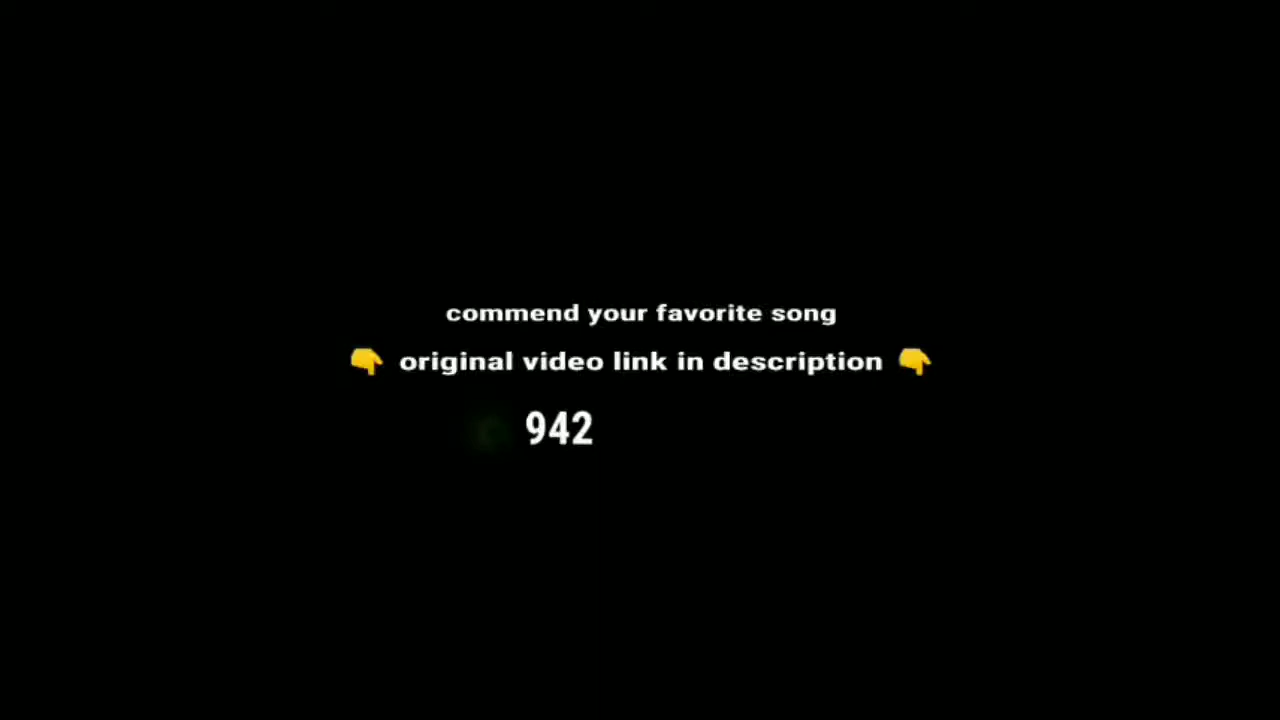 commend your favorite song
👇 original video link in description 👇
942